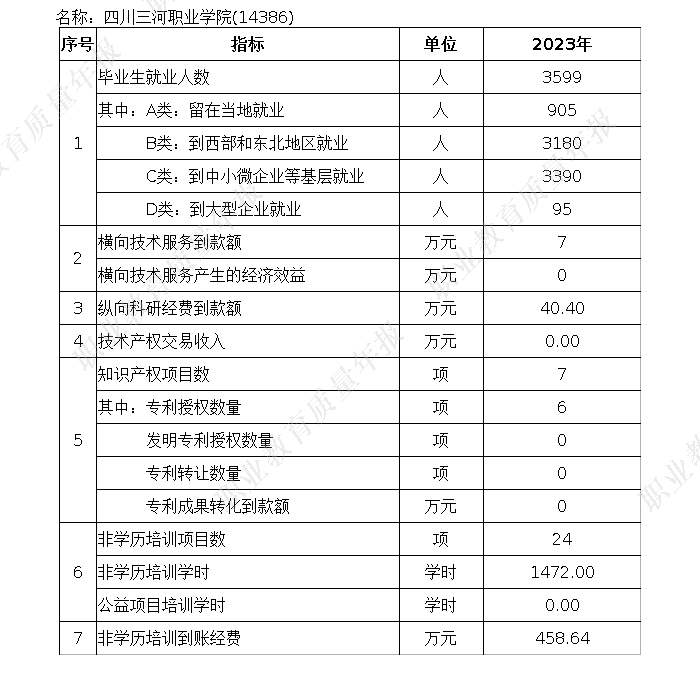 名称：四川三河职业学院(14386)
序号 指标 单位 2023年
1 毕业生就业人数 人 3599
其中：A类：留在当地就业 人 905
B类：到西部和东北地区就业 人 3180
C类：到中小微企业等基层就业 人 3390
D类：到大型企业就业 人 95
2 横向技术服务到款额 万元 7
横向技术服务产生的经济效益 万元 0
3 纵向科研经费到款额 万元 40.40
4 技术产权交易收入 万元 0.00
5 知识产权项目数 项 7
其中：专利授权数量 项 6
发明专利授权数量 项 0
专利转让数量 项 0
专利成果转化到款额 万元 0
6 非学历培训项目数 项 24
非学历培训学时 学时 1472.00
公益项目培训学时 学时 0.00
7 非学历培训到账经费 万元 458.64
职业教育质量年报